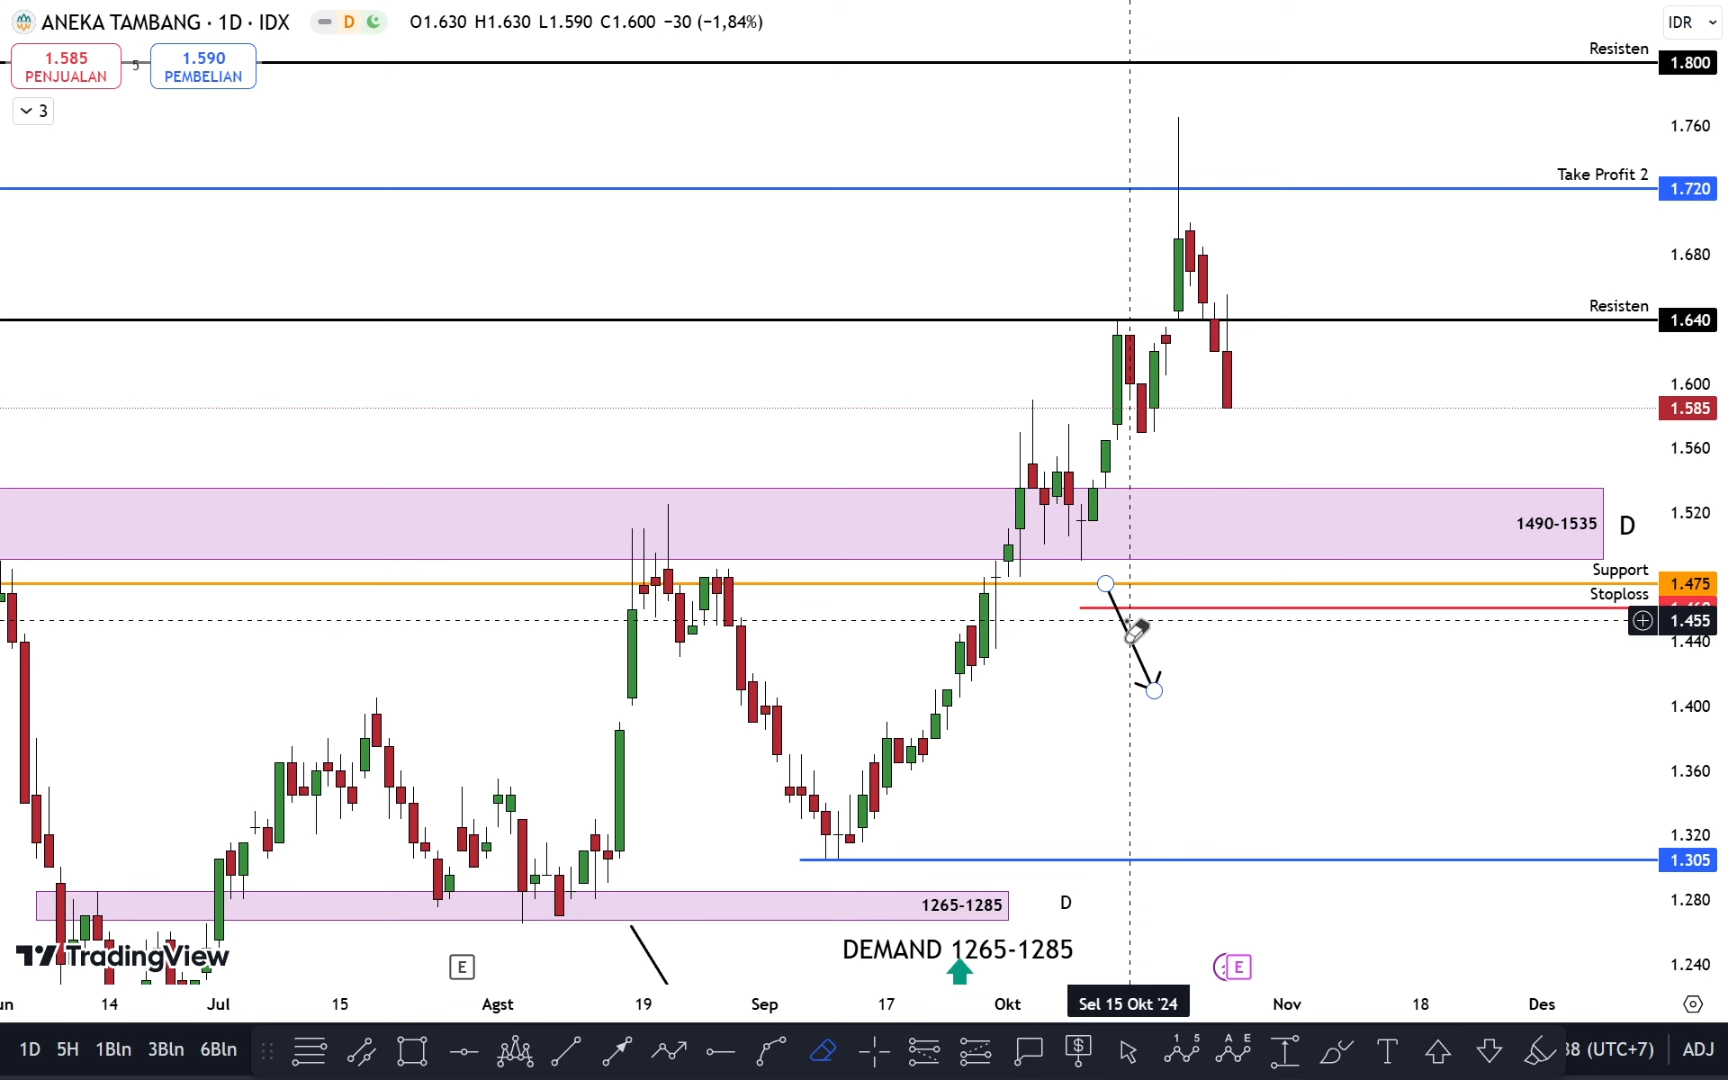 ANEKA TAMBANG · 1D · IDX
D
O1.630 H1.630 L1.590 C1.600 −30 (−1,84%)
IDR
1.585
PENJUALAN
5
1.590
PEMBELIAN
3
Resisten
1.800
1.760
Take Profit 2
1.720
1.680
Resisten
1.640
1.600
1.585
1.560
1.520
1490-1535
D
Support
1.475
Stoploss
1.455
1.440
1.400
1.360
1.320
1.305
1.280
1265-1285
D
DEMAND 1265-1285
TradingView
E
E
1.240
14
Jul
15
Agst
19
Sep
17
Okt
Sel 15 Okt '24
Nov
18
Des
1D
5H
1Bln
3Bln
6Bln
(UTC+7)
ADJ